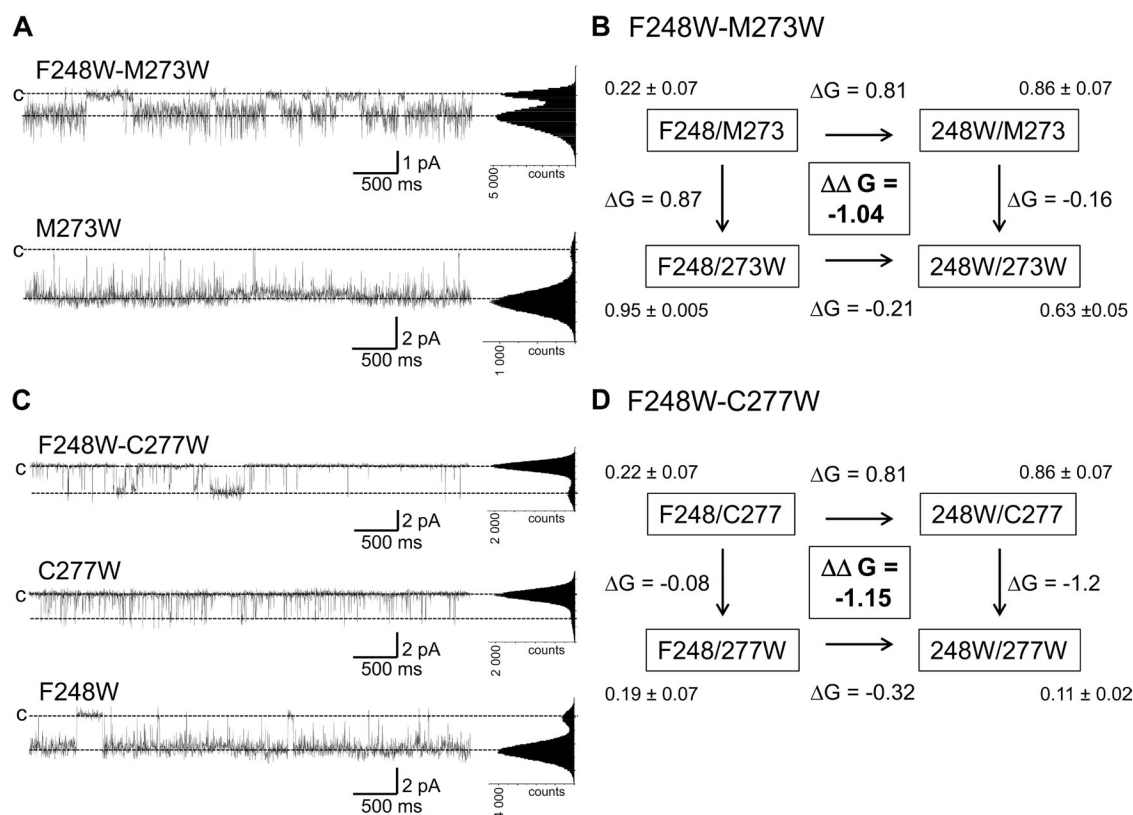 A
F248W-M273W
c
1 pA
500 ms
5 000
counts
M273W
c
2 pA
500 ms
1 000
counts
B F248W-M273W
0.22 ± 0.07
ΔG = 0.81
0.86 ± 0.07
F248/M273
248W/M273
ΔG = 0.87
ΔΔ G =
-1.04
ΔG = -0.16
F248/273W
248W/273W
0.95 ± 0.005
ΔG = -0.21
0.63 ±0.05
C
F248W-C277W
c
2 pA
500 ms
2 000
counts
C277W
c
2 pA
500 ms
2 000
counts
F248W
c
2 pA
500 ms
4 000
counts
D F248W-C277W
0.22 ± 0.07
ΔG = 0.81
0.86 ± 0.07
F248/C277
248W/C277
ΔG = -0.08
ΔΔ G =
-1.15
ΔG = -1.2
F248/277W
248W/277W
0.19 ± 0.07
ΔG = -0.32
0.11 ± 0.02